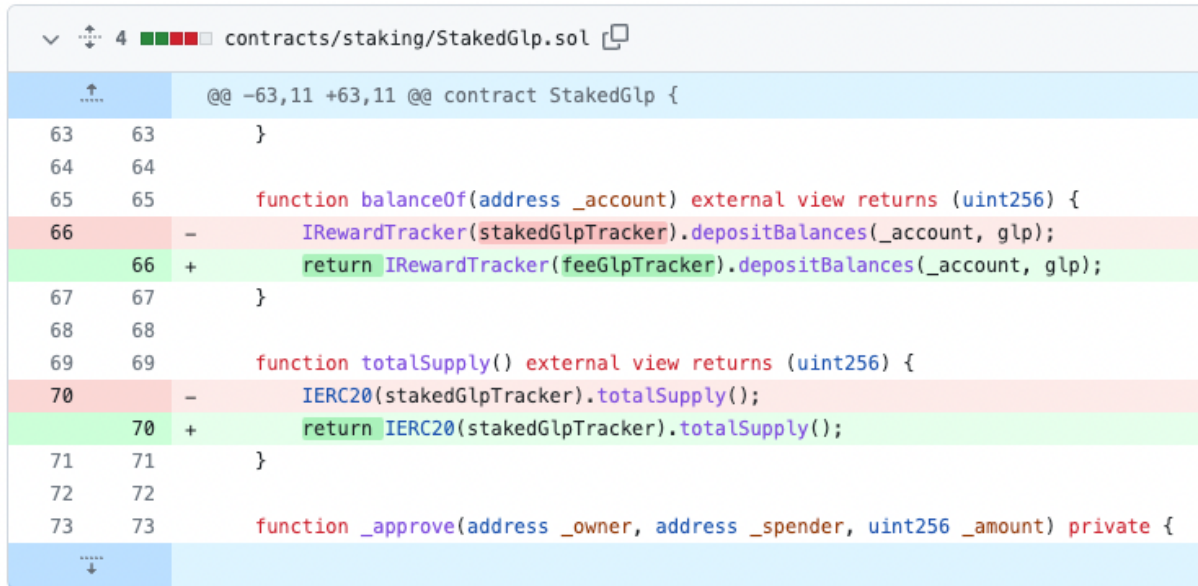 4 contracts/staking/StakedGlp.sol
@@ -63,11 +63,11 @@ contract StakedGlp {
63 63 }
64 64
65 65 function balanceOf(address _account) external view returns (uint256) {
66 - IRewardTracker(stakedGlpTracker).depositBalances(_account, glp);
66 + return IRewardTracker(feeGlpTracker).depositBalances(_account, glp);
67 67 }
68 68
69 69 function totalSupply() external view returns (uint256) {
70 - IERC20(stakedGlpTracker).totalSupply();
70 + return IERC20(stakedGlpTracker).totalSupply();
71 71 }
72 72
73 73 function _approve(address _owner, address _spender, uint256 _amount) private {